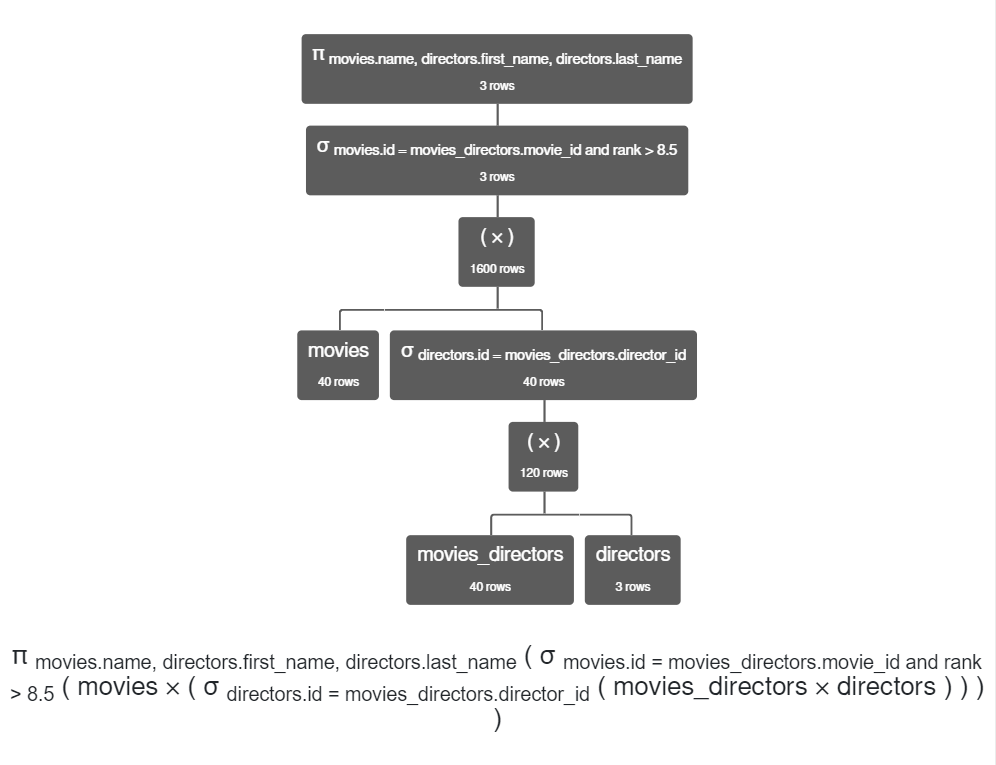 π movies.name, directors.first_name, directors.last_name
3 rows
σ movies.id = movies_directors.movie_id and rank > 8.5
3 rows
( × )
1600 rows
movies
40 rows
σ directors.id = movies_directors.director_id
40 rows
( × )
120 rows
movies_directors
40 rows
directors
3 rows
π movies.name, directors.first_name, directors.last_name ( σ movies.id = movies_directors.movie_id and rank
> 8.5 ( movies × ( σ directors.id = movies_directors.director_id ( movies_directors × directors ) ) )
)